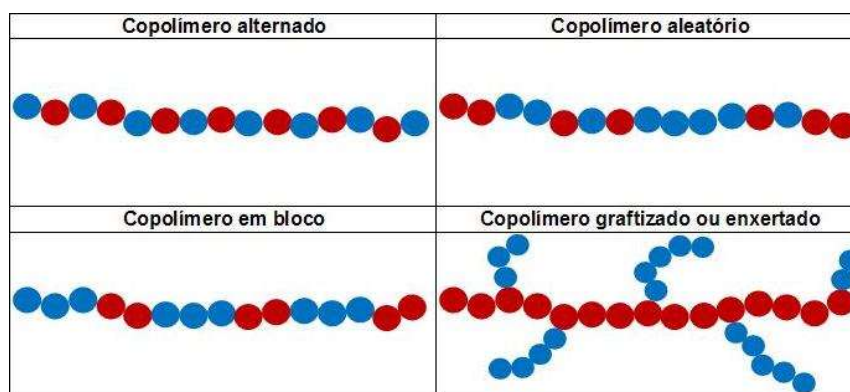 Copolímero alternado
Copolímero aleatório
Copolímero em bloco
Copolímero graftizado ou enxertado